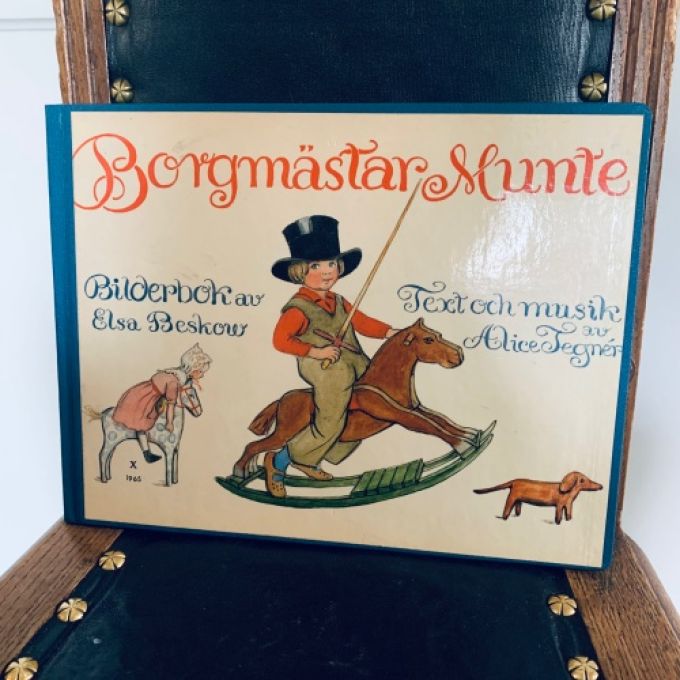 Borgmästar Munte
Bilderbok av
Elsa Beskow
Text och musik
av
Alice Tegnér
X
1965